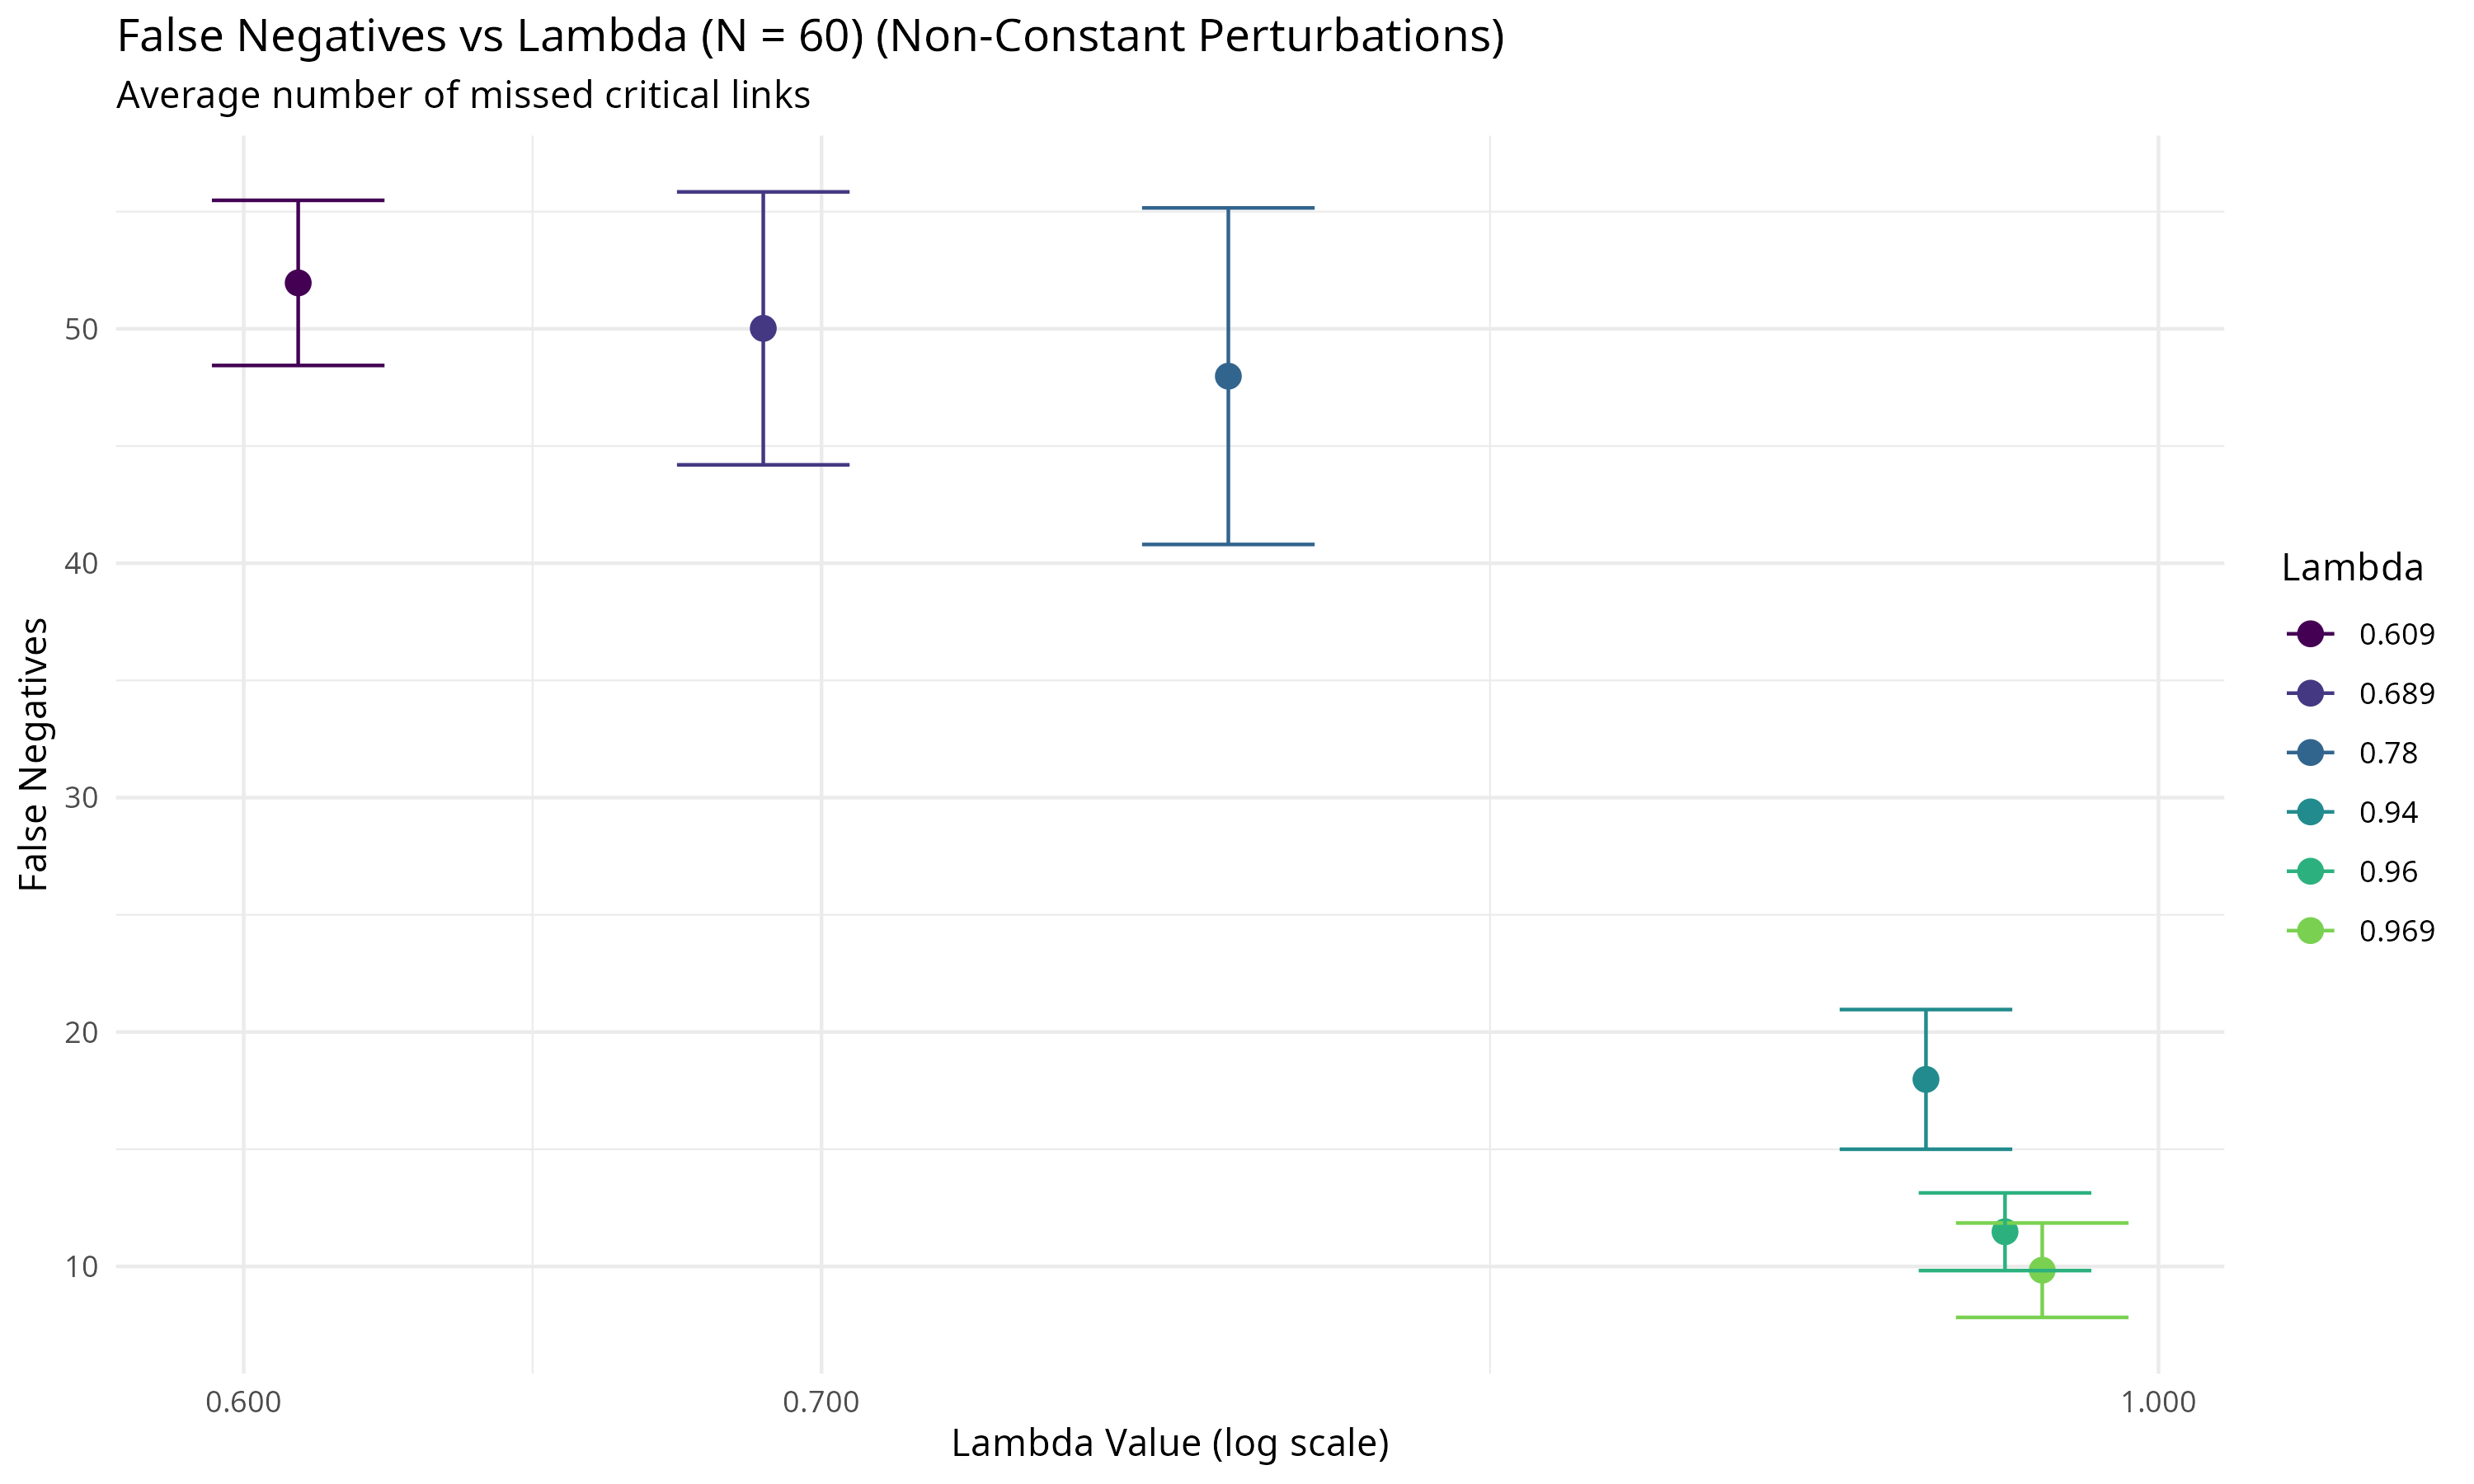 False Negatives vs Lambda (N = 60) (Non-Constant Perturbations)
Average number of missed critical links
False Negatives
50
40
30
20
10
0.600
0.700
1.000
Lambda Value (log scale)
Lambda
0.609
0.689
0.78
0.94
0.96
0.969